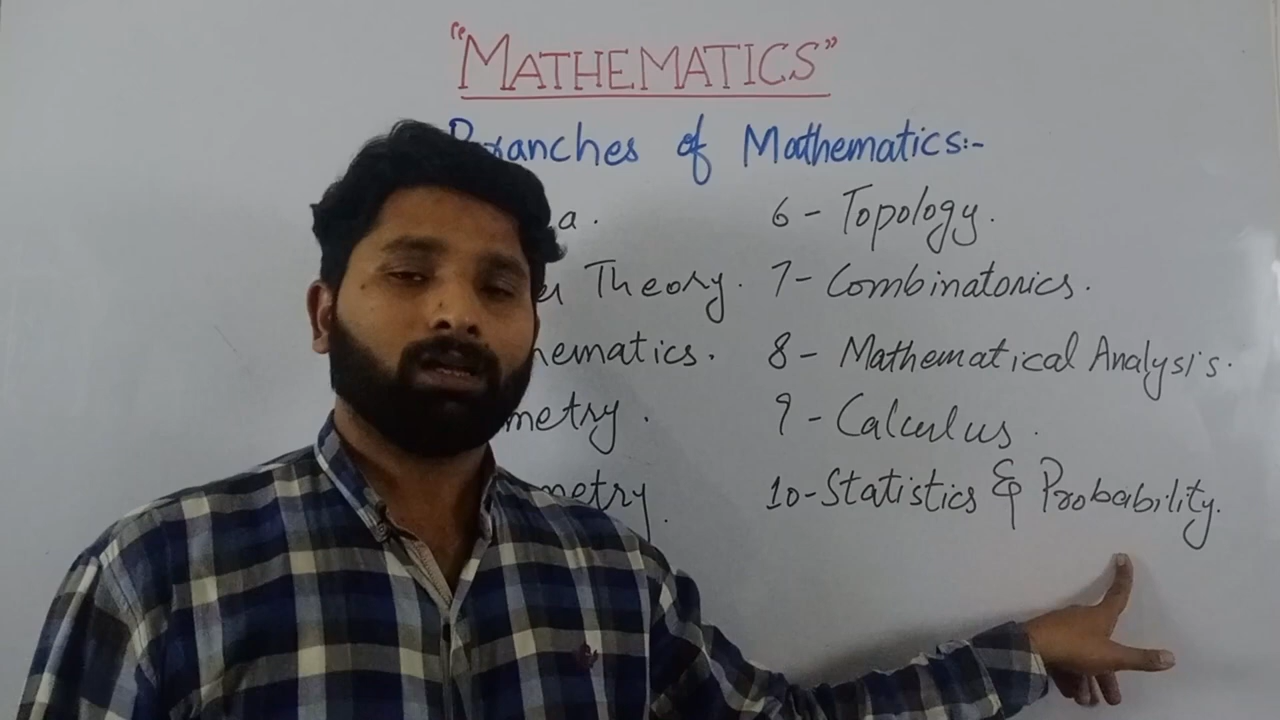 "MATHEMATICS"
Branches of Mathematics:-
a.
Theory.
hematics.
metry.
metry.
6 - Topology.
7 - Combinatorics.
8 - Mathematical Analysis.
9 - Calculus.
10 - Statistics & Probability.